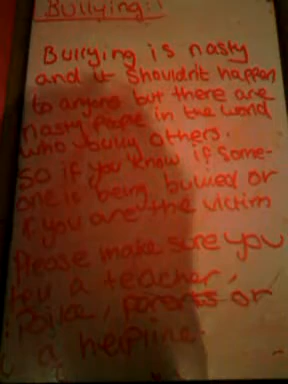 Bullying:!
Bullying is nasty
and it shouldn't happen
to anyone but there are
nasty people in the world
who bully others.
So if you know if some-
one is being bullied or
if you are the victim
Please make sure you
tell a teacher,
Police, parents or
a helpline.